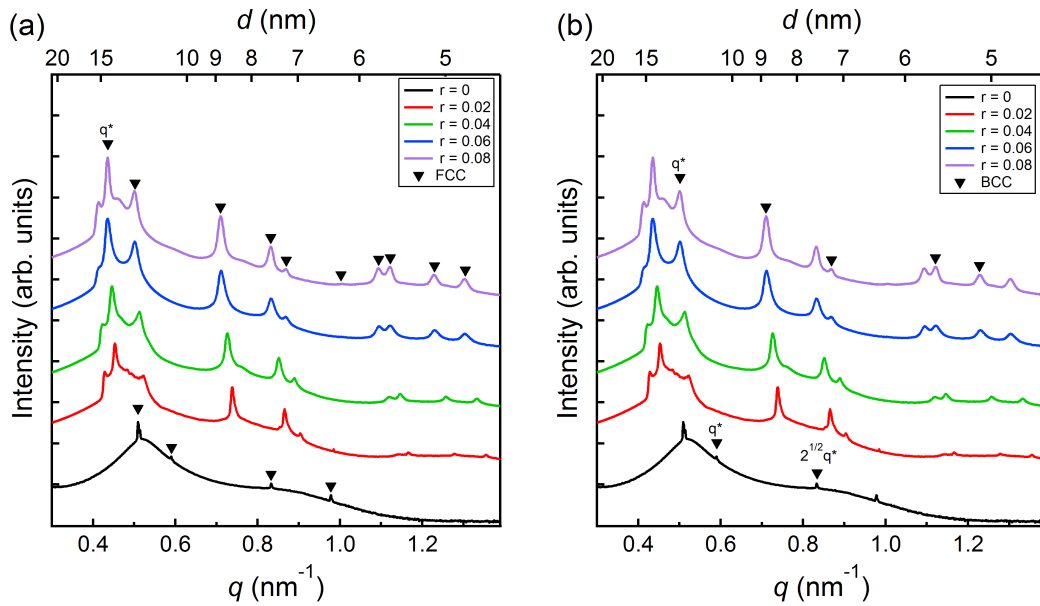 (a)
d (nm)
20 15 10 9 8 7 6 5
r = 0
r = 0.02
r = 0.04
r = 0.06
r = 0.08
FCC
q*
Intensity (arb. units)
0.4 0.6 0.8 1.0 1.2
q (nm-1)
(b)
d (nm)
20 15 10 9 8 7 6 5
r = 0
r = 0.02
r = 0.04
r = 0.06
r = 0.08
BCC
q*
q*
2^{1/2}q*
Intensity (arb. units)
0.4 0.6 0.8 1.0 1.2
q (nm-1)